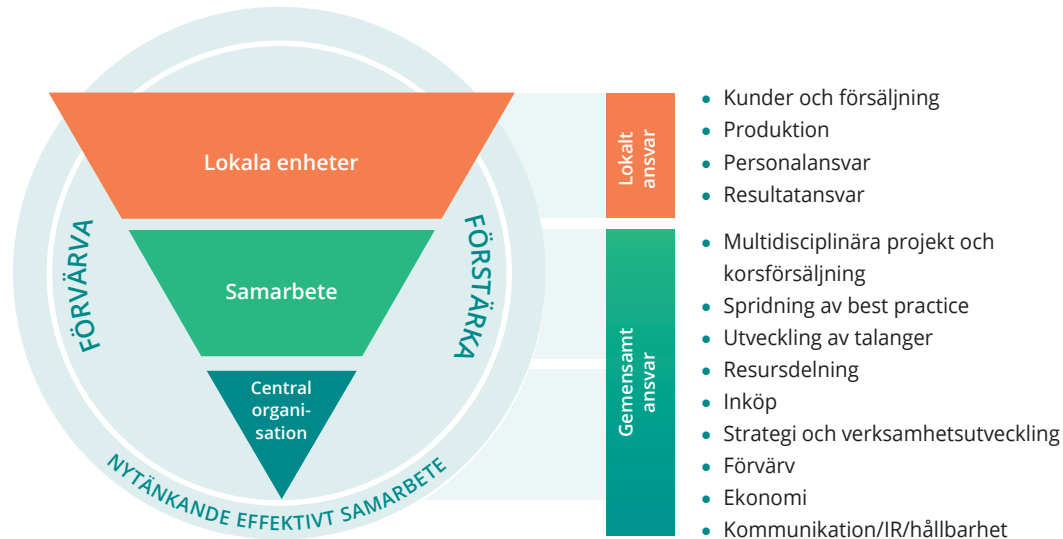 Lokala enheter
Samarbete
Central
organi-
sation
FÖRVÄRVA
FÖRSTÄRKA
NYTÄNKANDE EFFEKTIVT SAMARBETE
Lokalt
ansvar
• Kunder och försäljning
• Produktion
• Personalansvar
• Resultatansvar
Gemensamt
ansvar
• Multidisciplinära projekt och
korsförsäljning
• Spridning av best practice
• Utveckling av talanger
• Resursdelning
• Inköp
• Strategi och verksamhetsutveckling
• Förvärv
• Ekonomi
• Kommunikation/IR/hållbarhet